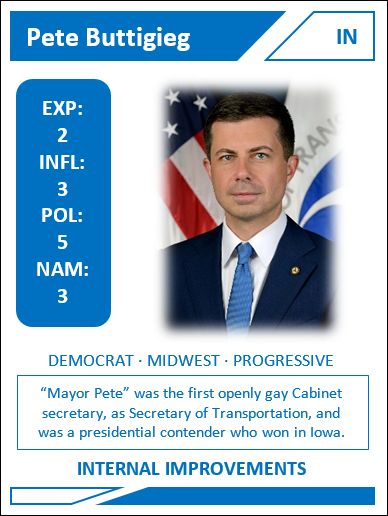 Pete Buttigieg
IN
EXP:
2
INFL:
3
POL:
5
NAM:
3
DEMOCRAT · MIDWEST · PROGRESSIVE
“Mayor Pete” was the first openly gay Cabinet
secretary, as Secretary of Transportation, and
was a presidential contender who won in Iowa.
INTERNAL IMPROVEMENTS